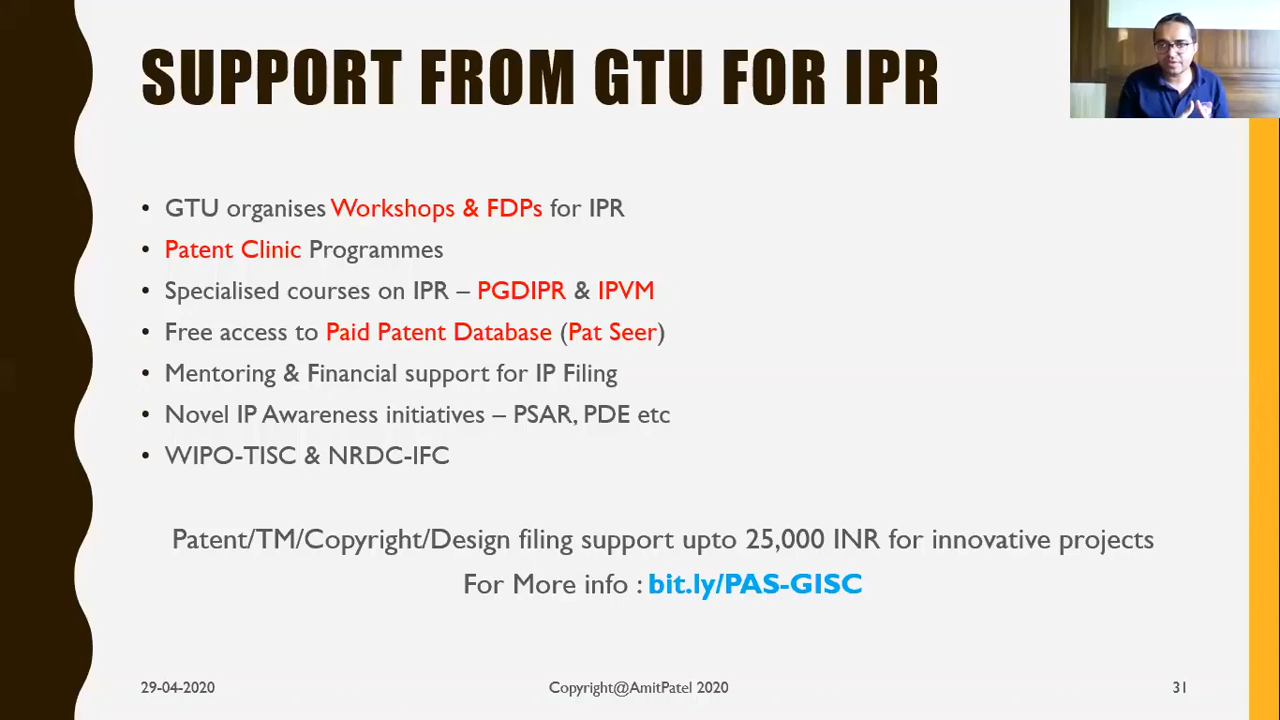 SUPPORT FROM GTU FOR IPR
• GTU organises Workshops & FDPs for IPR
• Patent Clinic Programmes
• Specialised courses on IPR – PGDIPR & IPVM
• Free access to Paid Patent Database (Pat Seer)
• Mentoring & Financial support for IP Filing
• Novel IP Awareness initiatives – PSAR, PDE etc
• WIPO-TISC & NRDC-IFC
Patent/TM/Copyright/Design filing support upto 25,000 INR for innovative projects
For More info : bit.ly/PAS-GISC
29-04-2020
Copyright@AmitPatel 2020
31